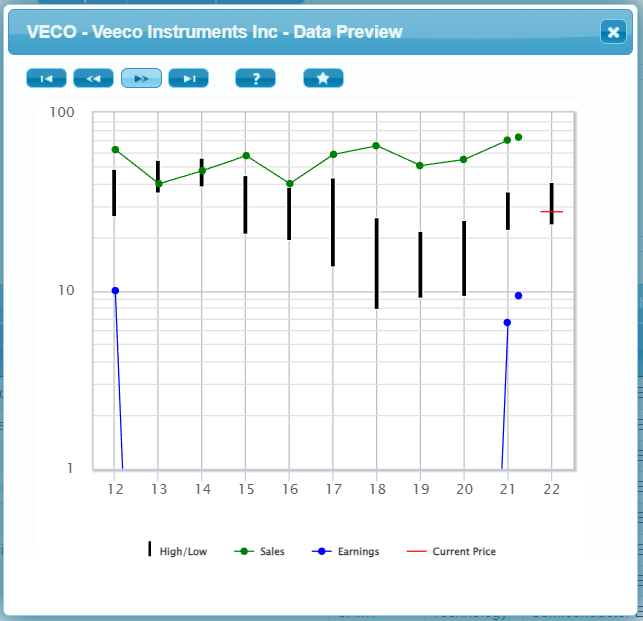 VECO - Veeco Instruments Inc - Data Preview
?
100
10
1
12 13 14 15 16 17 18 19 20 21 22
High/Low Sales Earnings Current Price
Technology